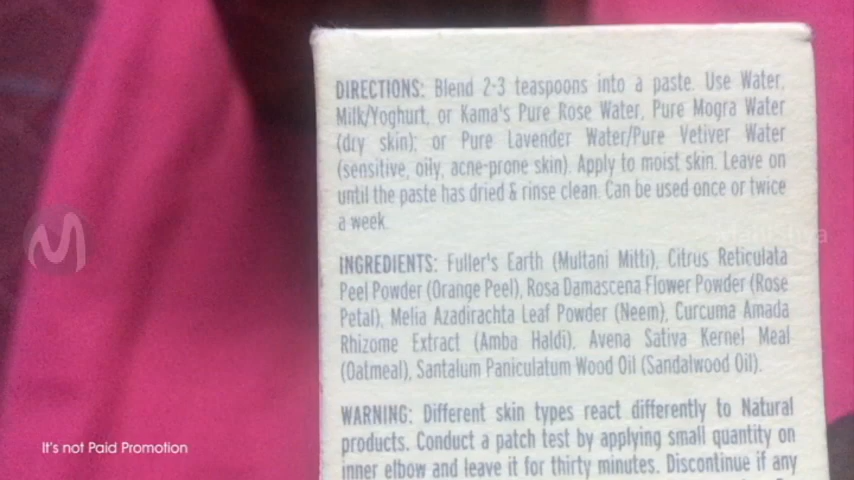 DIRECTIONS: Blend 2-3 teaspoons into a paste. Use Water,
Milk/Yoghurt, or Kama's Pure Rose Water, Pure Mogra Water
(dry skin); or Pure Lavender Water/Pure Vetiver Water
(sensitive, oily, acne-prone skin). Apply to moist skin. Leave on
until the paste has dried & rinse clean. Can be used once or twice
a week.
INGREDIENTS: Fuller's Earth (Multani Mitti), Citrus Reticulata
Peel Powder (Orange Peel), Rosa Damascena Flower Powder (Rose
Petal), Melia Azadirachta Leaf Powder (Neem), Curcuma Amada
Rhizome Extract (Amba Haldi), Avena Sativa Kernel Meal
(Oatmeal), Santalum Paniculatum Wood Oil (Sandalwood Oil).
WARNING: Different skin types react differently to Natural
products. Conduct a patch test by applying small quantity on
inner elbow and leave it for thirty minutes. Discontinue if any
M
It's not Paid Promotion